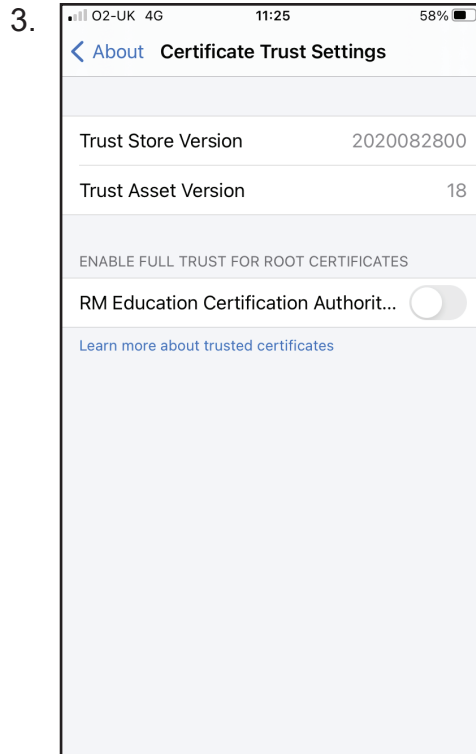 3.
O2-UK 4G 11:25 58%
About Certificate Trust Settings
Trust Store Version 2020082800
Trust Asset Version 18
ENABLE FULL TRUST FOR ROOT CERTIFICATES
RM Education Certification Authorit...
Learn more about trusted certificates